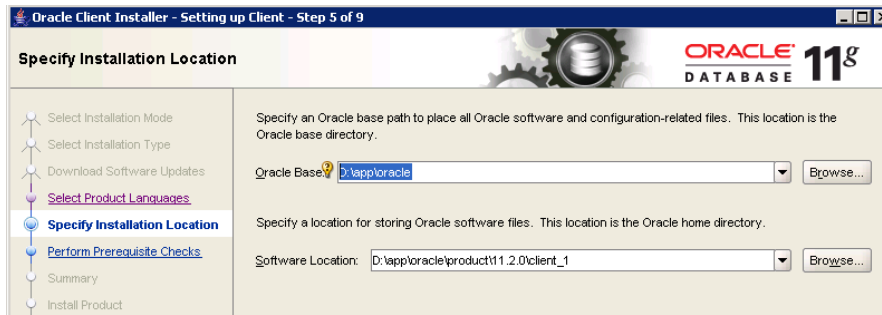 Oracle Client Installer - Setting up Client - Step 5 of 9
Specify Installation Location
ORACLE
DATABASE
11g
Select Installation Mode
Select Installation Type
Download Software Updates
Select Product Languages
Specify Installation Location
Perform Prerequisite Checks
Summary
Install Product
Specify an Oracle base path to place all Oracle software and configuration-related files. This location is the
Oracle base directory.
Oracle Base: D:\app\oracle Browse...
Specify a location for storing Oracle software files. This location is the Oracle home directory.
Software Location: D:\app\oracle\product\11.2.0\client_1 Browse...